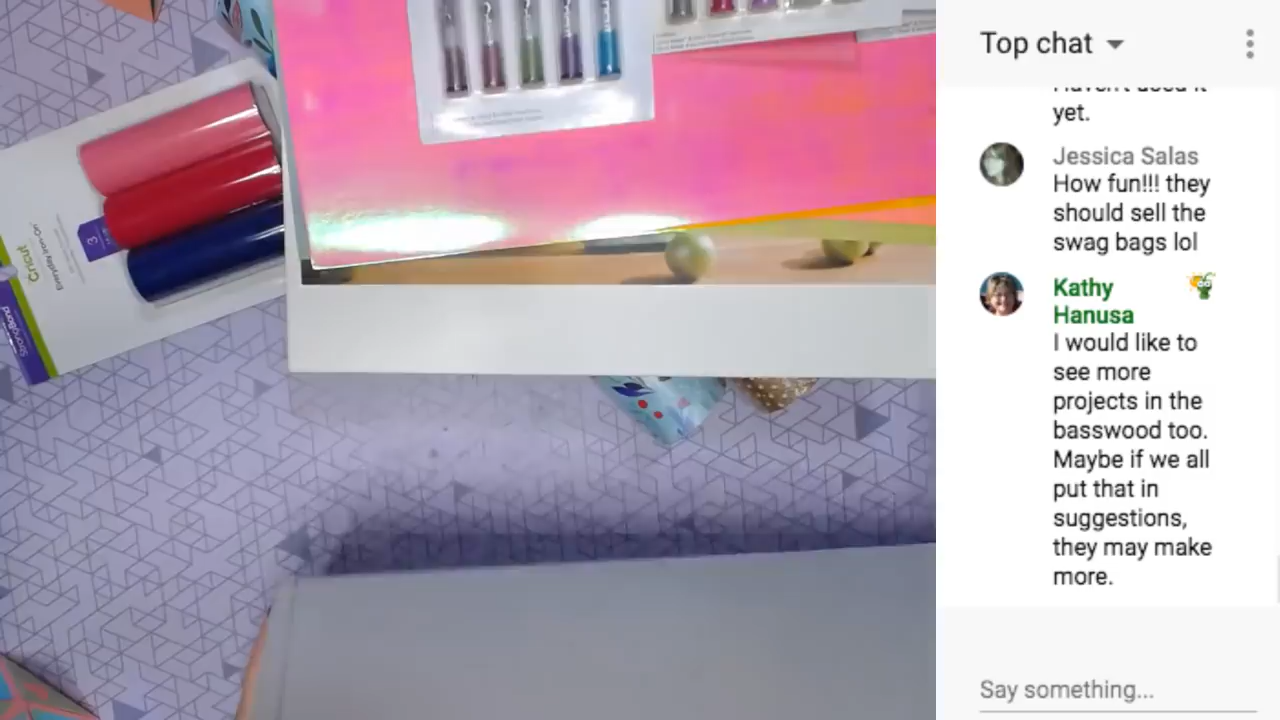 Top chat
yet.
Jessica Salas
How fun!!! they
should sell the
swag bags lol
Kathy
Hanusa
I would like to
see more
projects in the
basswood too.
Maybe if we all
put that in
suggestions,
they may make
more.
Say something...
3
Cricut
Everyday Iron-On
StrongBond